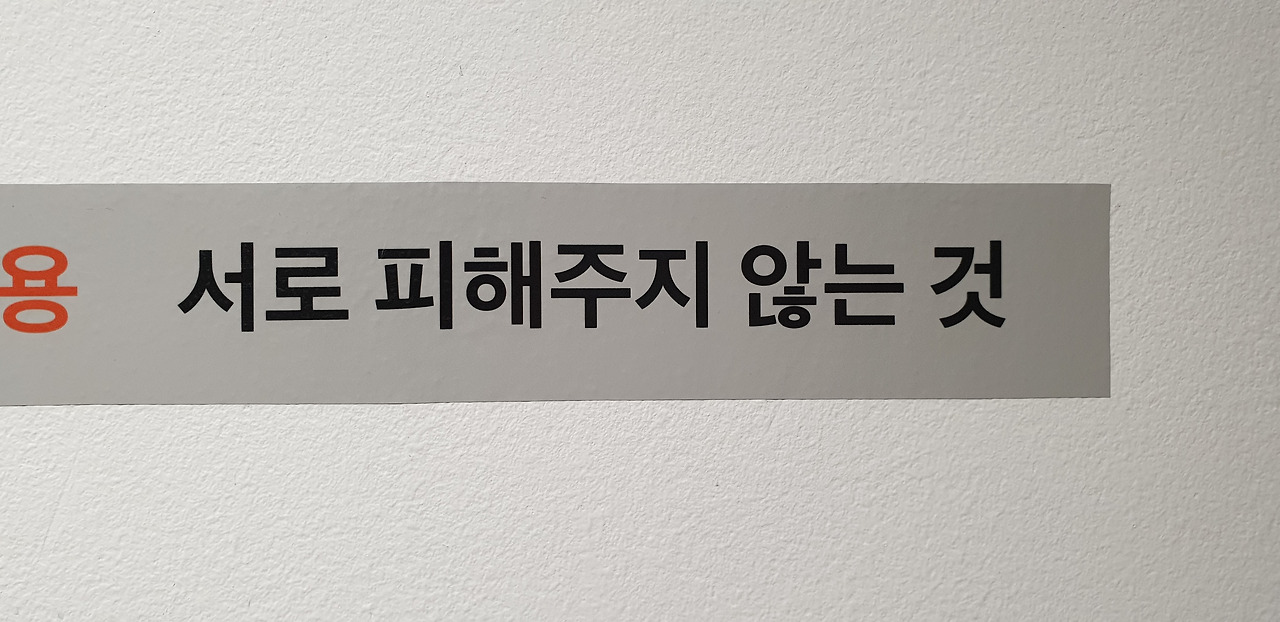 용 서로 피해주지 않는 것